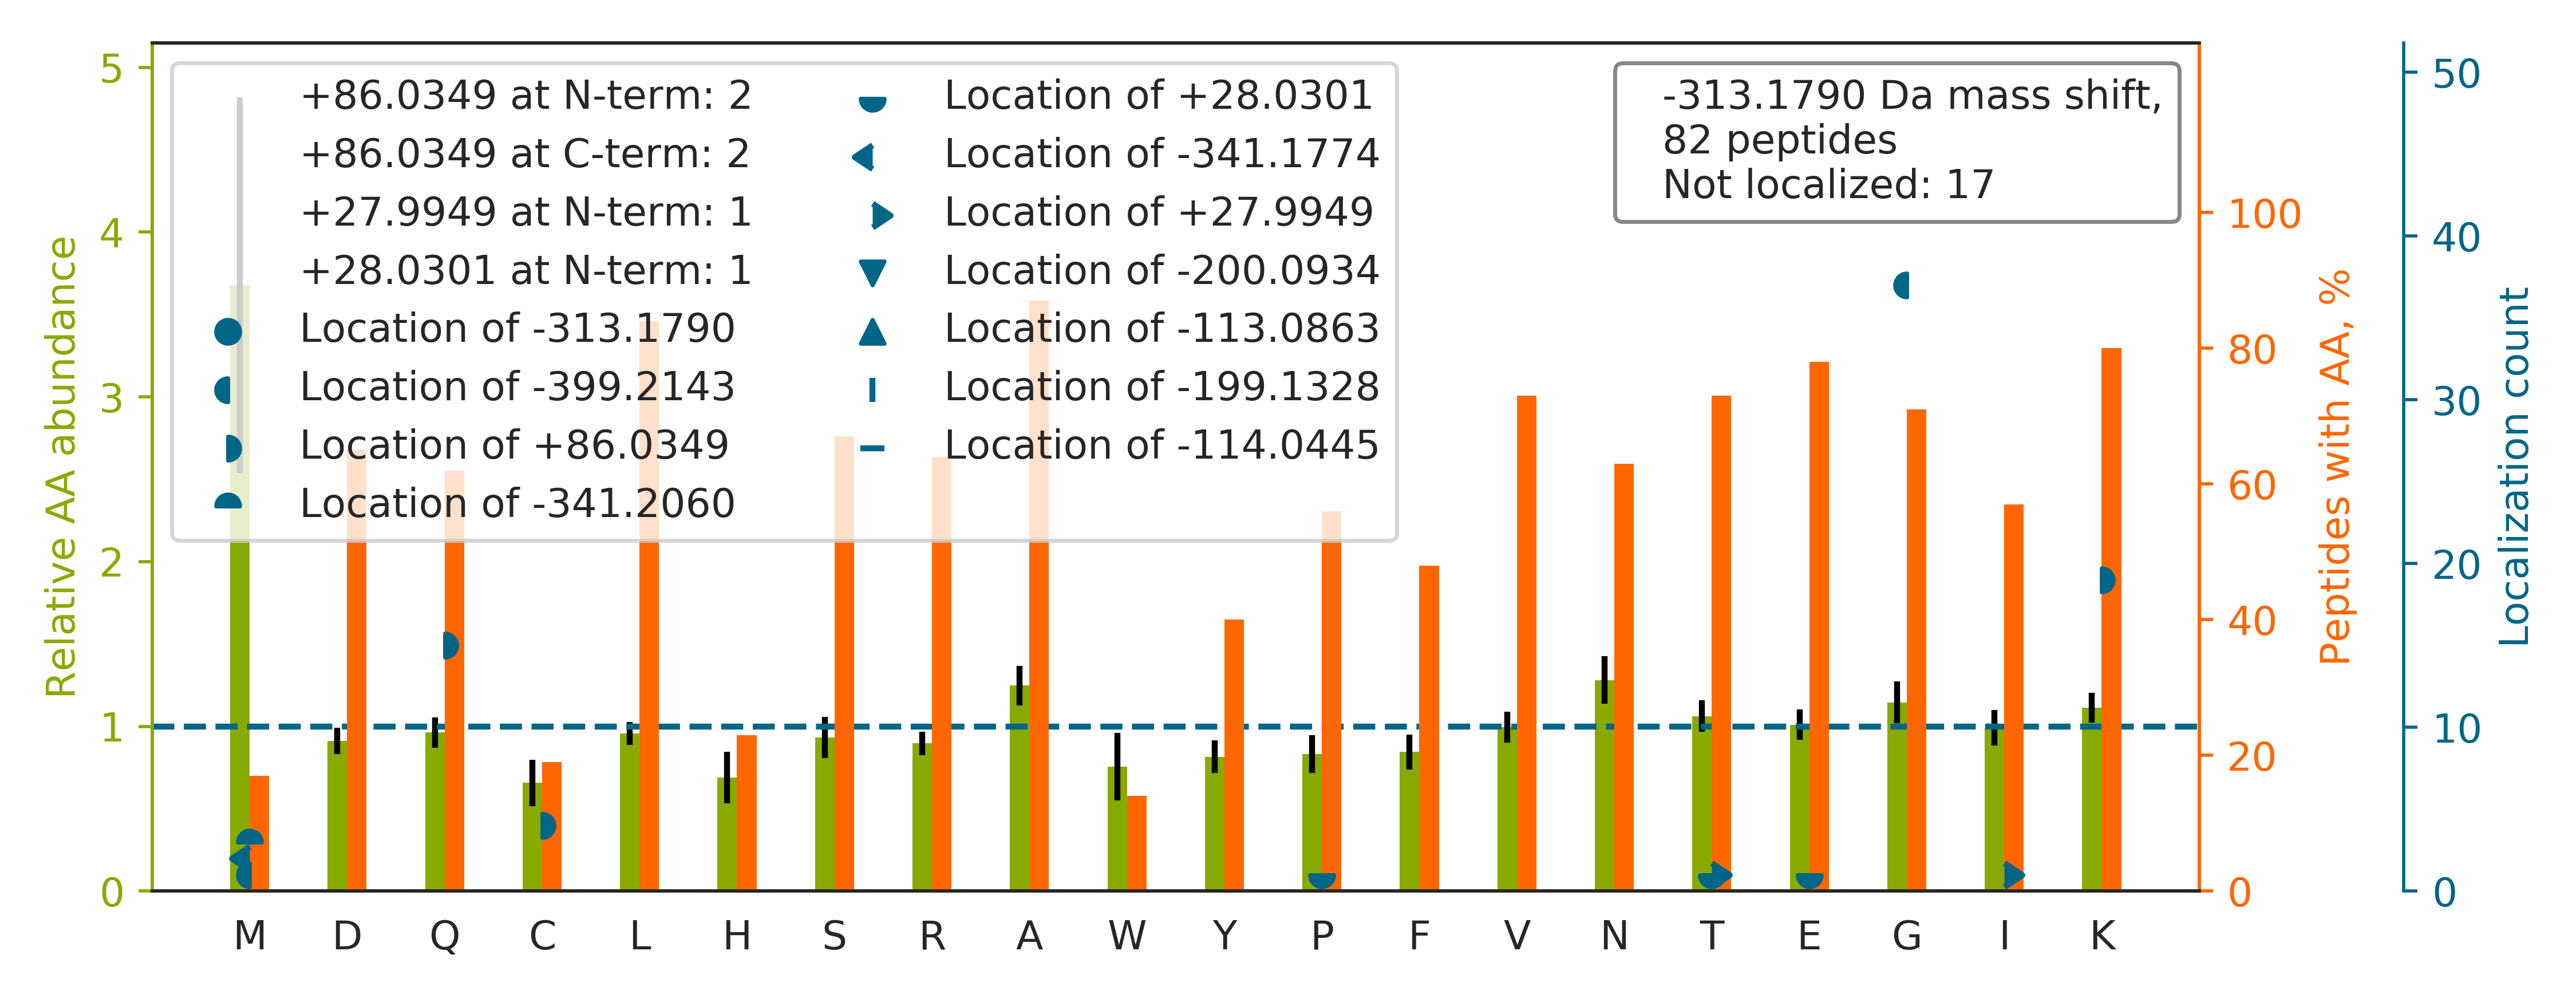 +86.0349 at N-term: 2
+86.0349 at C-term: 2
+27.9949 at N-term: 1
+28.0301 at N-term: 1
Location of -313.1790
Location of -399.2143
Location of +86.0349
Location of -341.2060
Location of +28.0301
Location of -341.1774
Location of +27.9949
Location of -200.0934
Location of -113.0863
Location of -199.1328
Location of -114.0445
-313.1790 Da mass shift,
82 peptides
Not localized: 17
Relative AA abundance
5
4
3
2
1
0
M D Q C L H S R A W Y P F V N T E G I K
100
80
60
40
20
0
Peptides with AA, %
50
40
30
20
10
0
Localization count